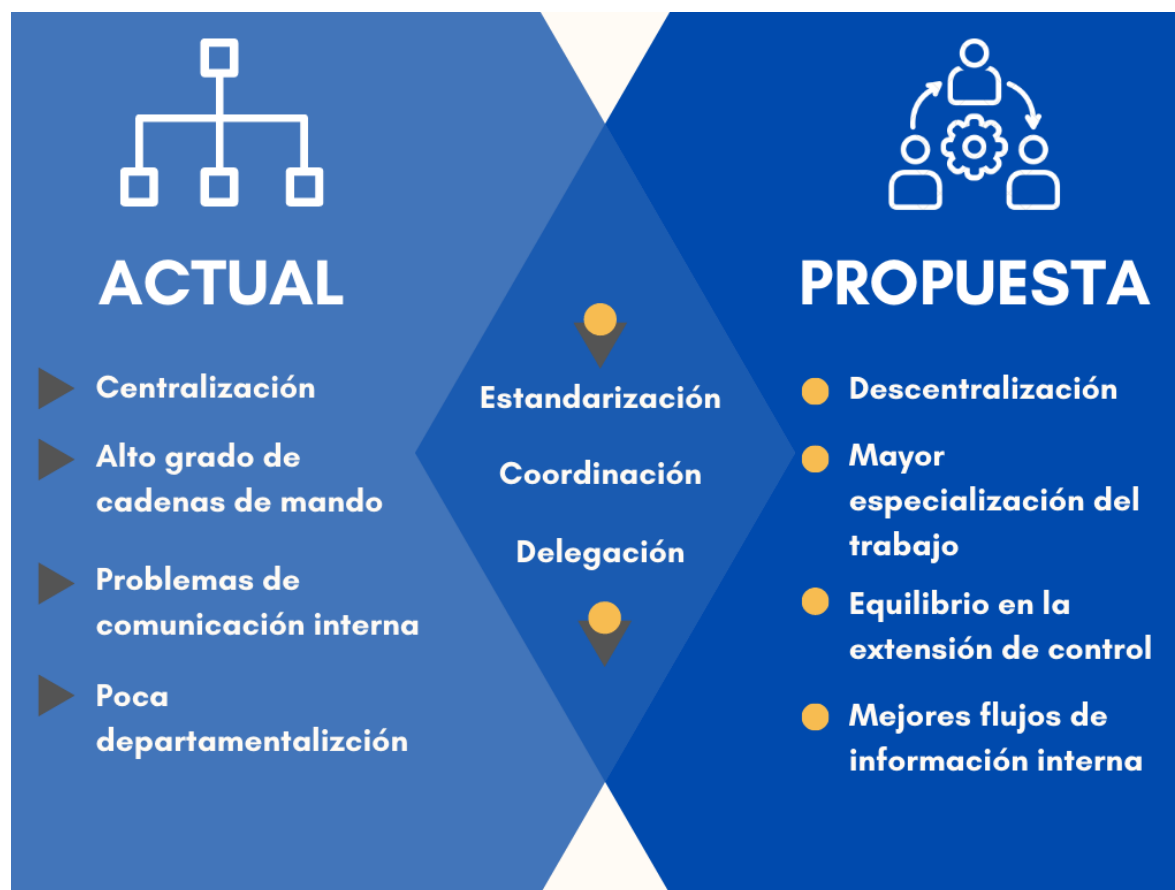 ACTUAL
Centralización
Alto grado de
cadenas de mando
Problemas de
comunicación interna
Poca
departamentalizción
Estandarización
Coordinación
Delegación
PROPUESTA
Descentralización
Mayor
especialización del
trabajo
Equilibrio en la
extensión de control
Mejores flujos de
información interna